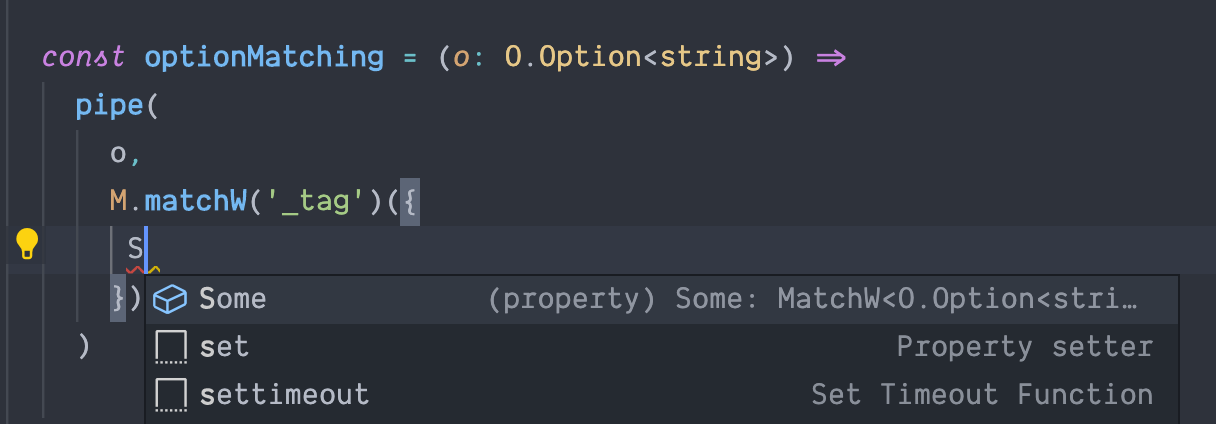 const optionMatching = (o: O.Option<string>) =>
pipe(
o,
M.matchW('_tag')({
S
})
Some (property) Some: MatchW<O.Option<stri…
set Property setter
)
settimeout Set Timeout Function